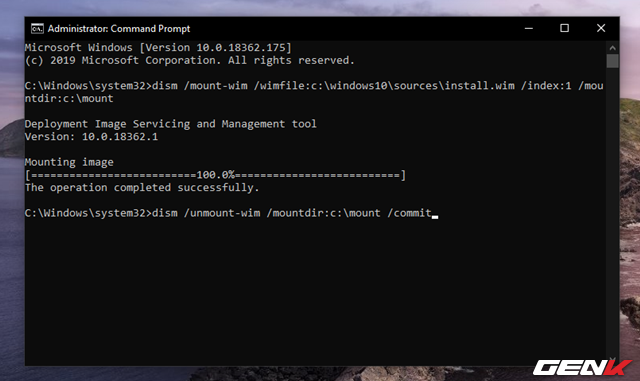 Administrator: Command Prompt
Microsoft Windows [Version 10.0.18362.175]
(c) 2019 Microsoft Corporation. All rights reserved.
C:\Windows\system32>dism /mount-wim /wimfile:c:\windows10\sources\install.wim /index:1 /mou
ntdir:c:\mount
Deployment Image Servicing and Management tool
Version: 10.0.18362.1
Mounting image
[==========================100.0%==========================]
The operation completed successfully.
C:\Windows\system32>dism /unmount-wim /mountdir:c:\mount /commit
GENK